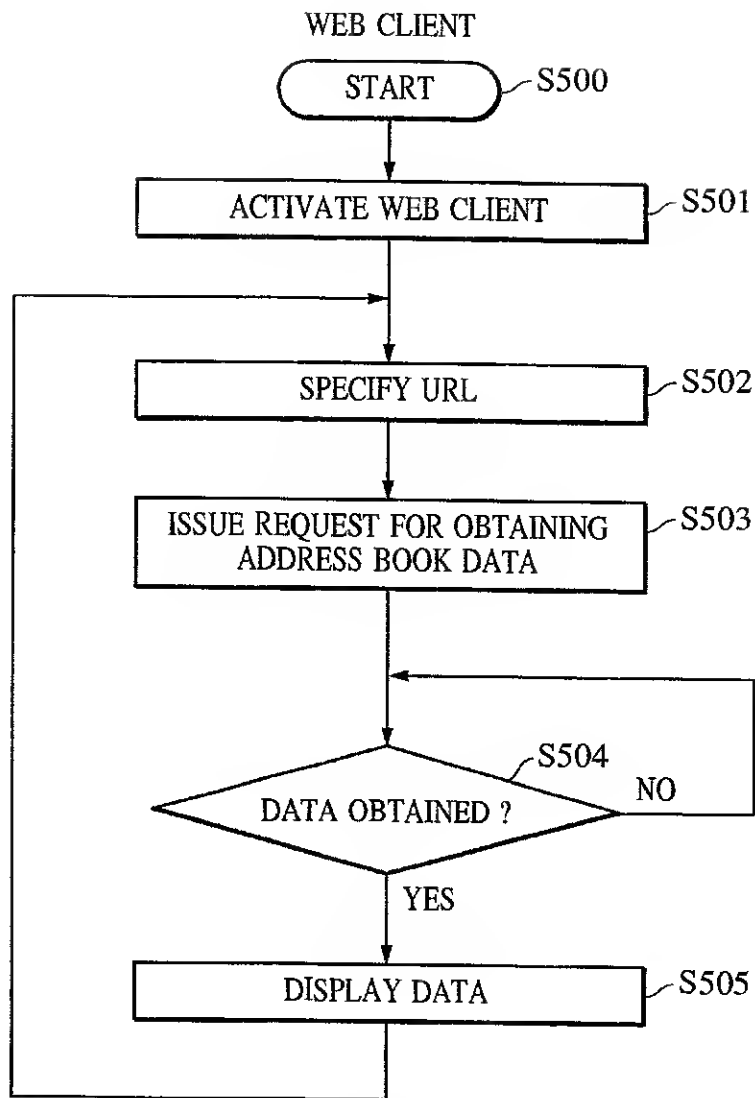 WEB CLIENT
START
S500
ACTIVATE WEB CLIENT
S501
SPECIFY URL
S502
ISSUE REQUEST FOR OBTAINING
ADDRESS BOOK DATA
S503
DATA OBTAINED ?
S504
NO
YES
DISPLAY DATA
S505